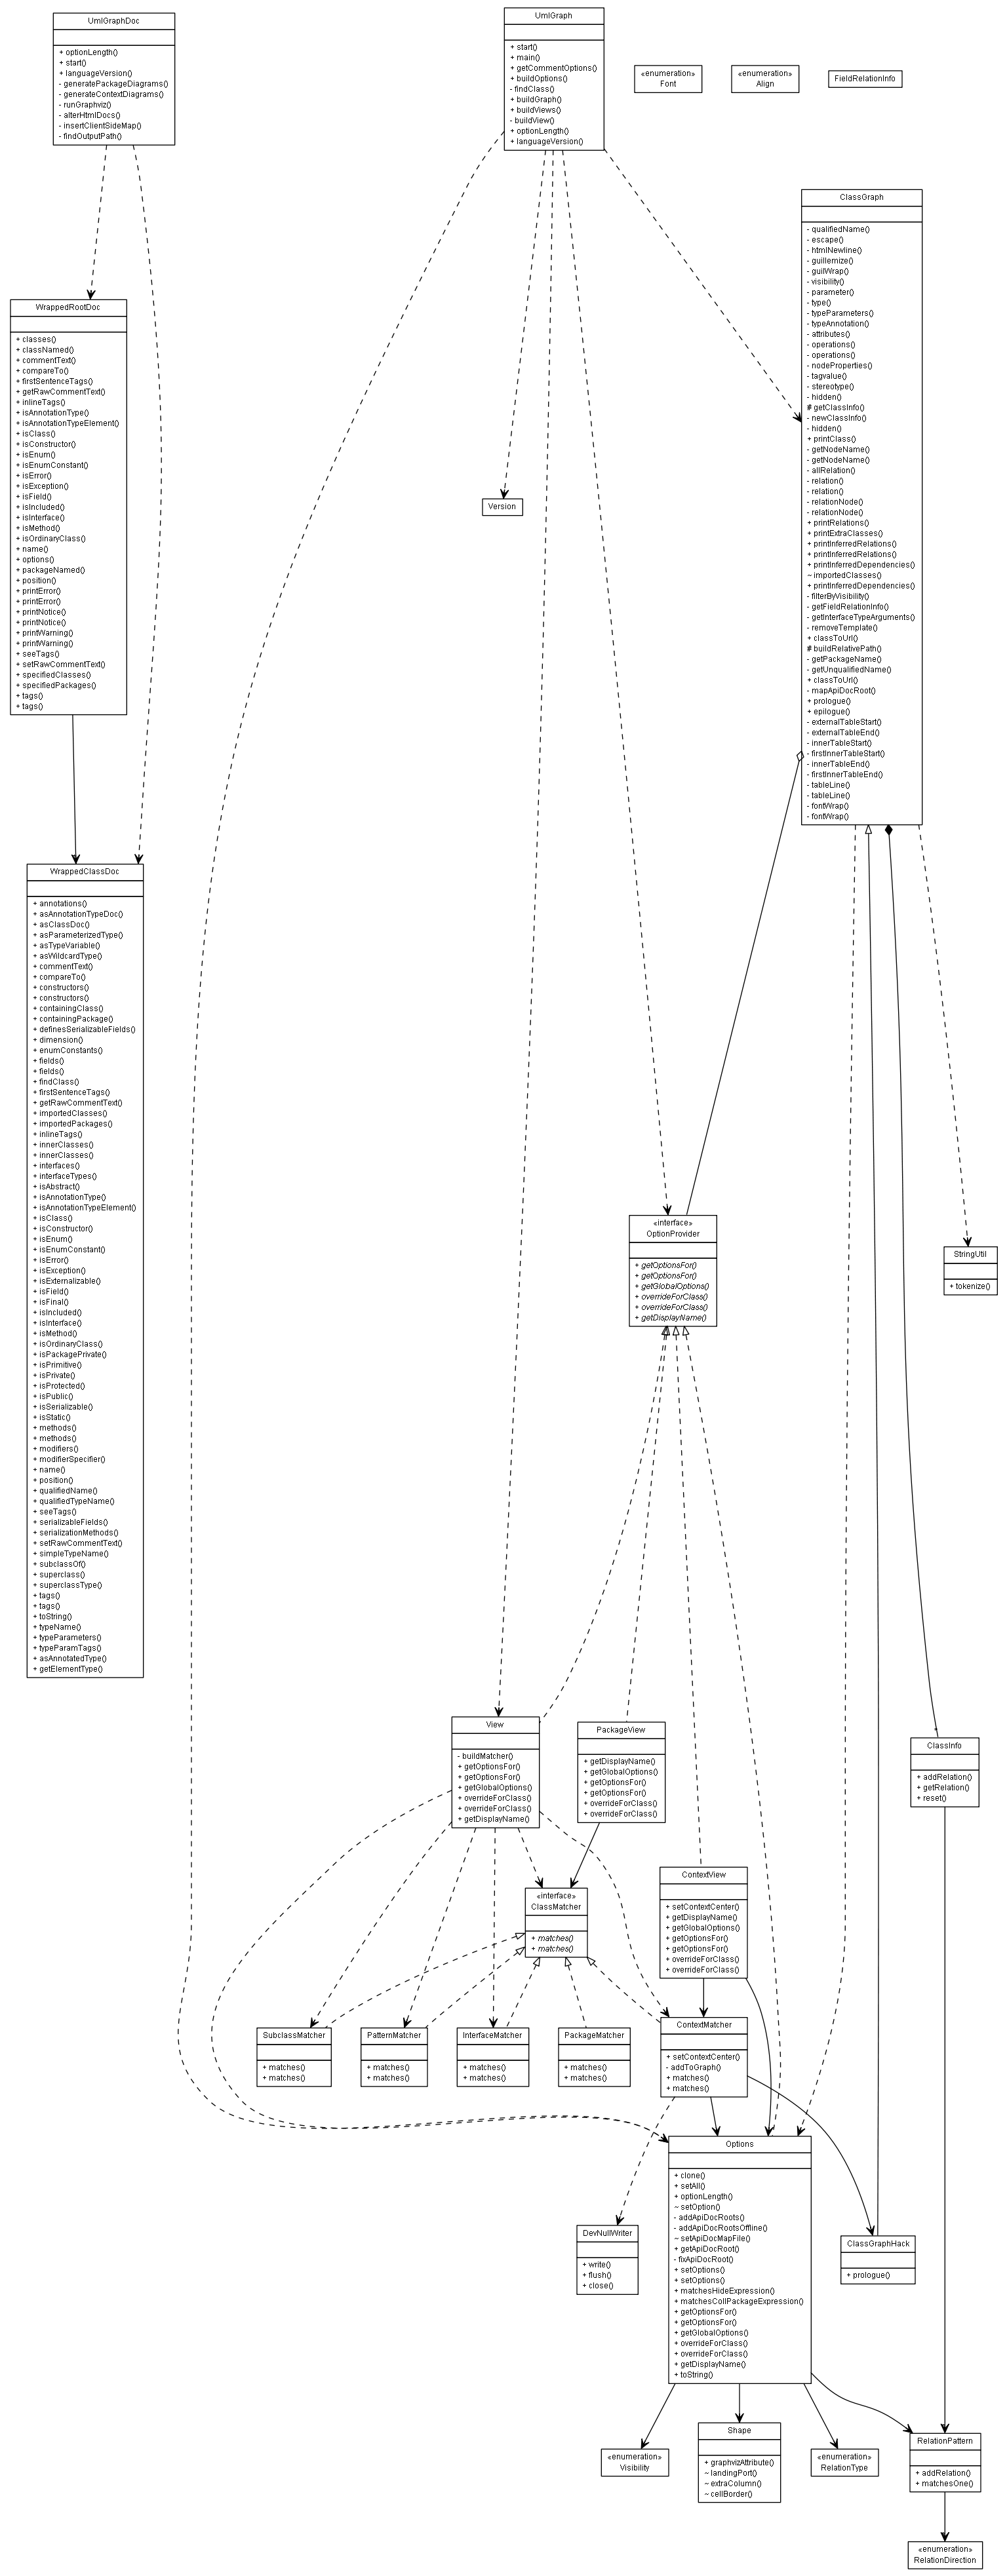 UmlGraphDoc
+ optionLength()
+ start()
+ languageVersion()
- generatePackageDiagrams()
- generateContextDiagrams()
- runGraphviz()
- alterHtmlDocs()
- insertClientSideMap()
- findOutputPath()
UmlGraph
+ start()
+ main()
+ getCommentOptions()
+ buildOptions()
- findClass()
+ buildGraph()
+ buildViews()
- buildView()
+ optionLength()
+ languageVersion()
«enumeration»
Font
«enumeration»
Align
FieldRelationInfo
ClassGraph
- qualifiedName()
- escape()
- htmlNewline()
- guillemize()
- guilWrap()
- visibility()
- parameter()
- type()
- typeParameters()
- typeAnnotation()
- attributes()
- operations()
- operations()
- nodeProperties()
- tagvalue()
- stereotype()
- hidden()
# getClassInfo()
- newClassInfo()
- hidden()
+ printClass()
- getNodeName()
- getNodeName()
- allRelation()
- relation()
- relation()
- relationNode()
- relationNode()
+ printRelations()
+ printExtraClasses()
+ printInferredRelations()
+ printInferredRelations()
+ printInferredDependencies()
~ importedClasses()
+ printInferredDependencies()
- filterByVisibility()
- getFieldRelationInfo()
- getInterfaceTypeArguments()
- removeTemplate()
+ classToUrl()
# buildRelativePath()
- getPackageName()
- getUnqualifiedName()
+ classToUrl()
- mapApiDocRoot()
+ prologue()
+ epilogue()
- externalTableStart()
- externalTableEnd()
- innerTableStart()
- firstInnerTableStart()
- innerTableEnd()
- firstInnerTableEnd()
- tableLine()
- tableLine()
- fontWrap()
- fontWrap()
WrappedRootDoc
+ classes()
+ classNamed()
+ commentText()
+ compareTo()
+ firstSentenceTags()
+ getRawCommentText()
+ inlineTags()
+ isAnnotationType()
+ isAnnotationTypeElement()
+ isClass()
+ isConstructor()
+ isEnum()
+ isEnumConstant()
+ isError()
+ isException()
+ isField()
+ isIncluded()
+ isInterface()
+ isMethod()
+ isOrdinaryClass()
+ name()
+ options()
+ packageNamed()
+ position()
+ printError()
+ printError()
+ printNotice()
+ printNotice()
+ printWarning()
+ printWarning()
+ seeTags()
+ setRawCommentText()
+ specifiedClasses()
+ specifiedPackages()
+ tags()
+ tags()
Version
WrappedClassDoc
+ annotations()
+ asAnnotationTypeDoc()
+ asClassDoc()
+ asParameterizedType()
+ asTypeVariable()
+ asWildcardType()
+ commentText()
+ compareTo()
+ constructors()
+ constructors()
+ containingClass()
+ containingPackage()
+ definesSerializableFields()
+ dimension()
+ enumConstants()
+ fields()
+ fields()
+ findClass()
+ firstSentenceTags()
+ getRawCommentText()
+ importedClasses()
+ importedPackages()
+ inlineTags()
+ innerClasses()
+ innerClasses()
+ interfaces()
+ interfaceTypes()
+ isAbstract()
+ isAnnotationType()
+ isAnnotationTypeElement()
+ isClass()
+ isConstructor()
+ isEnum()
+ isEnumConstant()
+ isError()
+ isException()
+ isExternalizable()
+ isField()
+ isFinal()
+ isIncluded()
+ isInterface()
+ isMethod()
+ isOrdinaryClass()
+ isPackagePrivate()
+ isPrimitive()
+ isPrivate()
+ isProtected()
+ isPublic()
+ isSerializable()
+ isStatic()
+ methods()
+ methods()
+ modifiers()
+ modifierSpecifier()
+ name()
+ position()
+ qualifiedName()
+ qualifiedTypeName()
+ seeTags()
+ serializableFields()
+ serializationMethods()
+ setRawCommentText()
+ simpleTypeName()
+ subclassOf()
+ superclass()
+ superclassType()
+ tags()
+ tags()
+ toString()
+ typeName()
+ typeParameters()
+ typeParamTags()
+ asAnnotatedType()
+ getElementType()
«interface»
OptionProvider
+ getOptionsFor()
+ getOptionsFor()
+ getGlobalOptions()
+ overrideForClass()
+ overrideForClass()
+ getDisplayName()
StringUtil
+ tokenize()
View
- buildMatcher()
+ getOptionsFor()
+ getOptionsFor()
+ getGlobalOptions()
+ overrideForClass()
+ overrideForClass()
+ getDisplayName()
PackageView
+ getDisplayName()
+ getGlobalOptions()
+ getOptionsFor()
+ getOptionsFor()
+ overrideForClass()
+ overrideForClass()
*
ClassInfo
+ addRelation()
+ getRelation()
+ reset()
«interface»
ClassMatcher
+ matches()
+ matches()
ContextView
+ setContextCenter()
+ getDisplayName()
+ getGlobalOptions()
+ getOptionsFor()
+ getOptionsFor()
+ overrideForClass()
+ overrideForClass()
SubclassMatcher
+ matches()
+ matches()
PatternMatcher
+ matches()
+ matches()
InterfaceMatcher
+ matches()
+ matches()
PackageMatcher
+ matches()
+ matches()
ContextMatcher
+ setContextCenter()
- addToGraph()
+ matches()
+ matches()
Options
+ clone()
+ setAll()
+ optionLength()
~ setOption()
- addApiDocRoots()
- addApiDocRootsOffline()
~ setApiDocMapFile()
+ getApiDocRoot()
- fixApiDocRoot()
+ setOptions()
+ setOptions()
+ matchesHideExpression()
+ matchesCollPackageExpression()
+ getOptionsFor()
+ getOptionsFor()
+ getGlobalOptions()
+ overrideForClass()
+ overrideForClass()
+ getDisplayName()
+ toString()
DevNullWriter
+ write()
+ flush()
+ close()
ClassGraphHack
+ prologue()
«enumeration»
Visibility
Shape
+ graphvizAttribute()
~ landingPort()
~ extraColumn()
~ cellBorder()
«enumeration»
RelationType
RelationPattern
+ addRelation()
+ matchesOne()
«enumeration»
RelationDirection